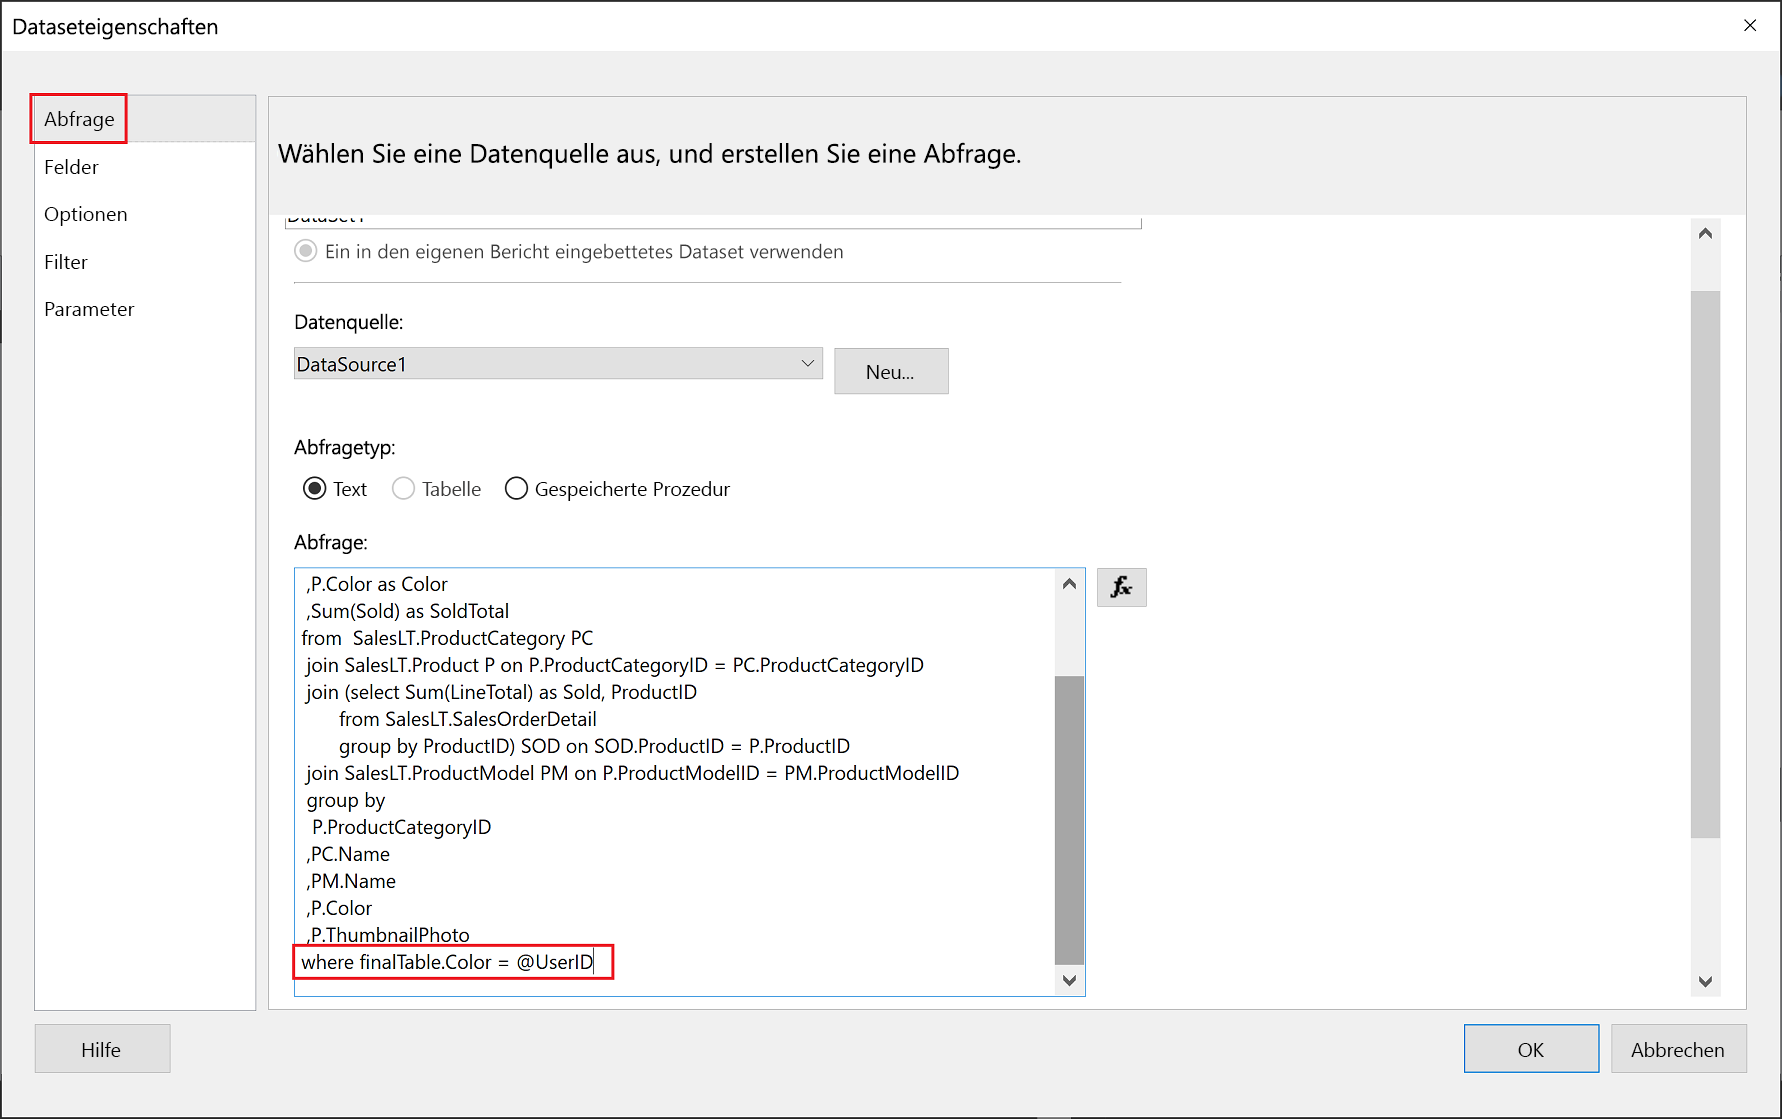 Dataseteigenschaften
Abfrage
Felder
Optionen
Filter
Parameter
Wählen Sie eine Datenquelle aus, und erstellen Sie eine Abfrage.
DataSet1
Ein in den eigenen Bericht eingebettetes Dataset verwenden
Datenquelle:
DataSource1
Neu...
Abfragetyp:
Text Tabelle Gespeicherte Prozedur
Abfrage:
,P.Color as Color
,Sum(Sold) as SoldTotal
from  SalesLT.ProductCategory PC
join SalesLT.Product P on P.ProductCategoryID = PC.ProductCategoryID
join (select Sum(LineTotal) as Sold, ProductID
from SalesLT.SalesOrderDetail
group by ProductID) SOD on SOD.ProductID = P.ProductID
join SalesLT.ProductModel PM on P.ProductModelID = PM.ProductModelID
group by
P.ProductCategoryID
,PC.Name
,PM.Name
,P.Color
,P.ThumbnailPhoto
where finalTable.Color = @UserID
fx
Hilfe
OK
Abbrechen